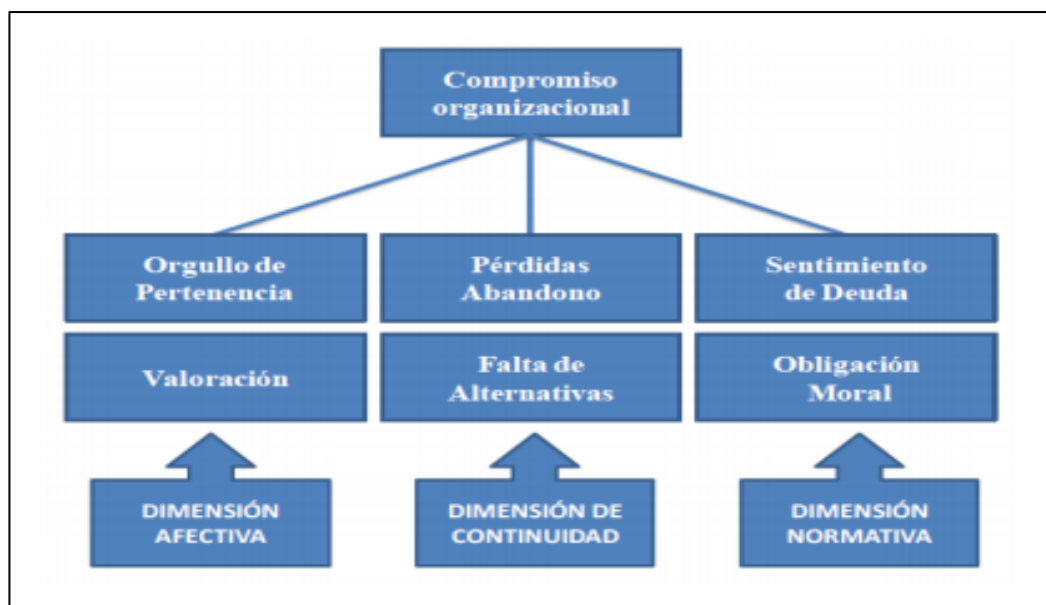 Compromiso
organizacional
Orgullo de
Pertenencia
Pérdidas
Abandono
Sentimiento
de Deuda
Valoración
Falta de
Alternativas
Obligación
Moral
DIMENSIÓN
AFECTIVA
DIMENSIÓN DE
CONTINUIDAD
DIMENSIÓN
NORMATIVA